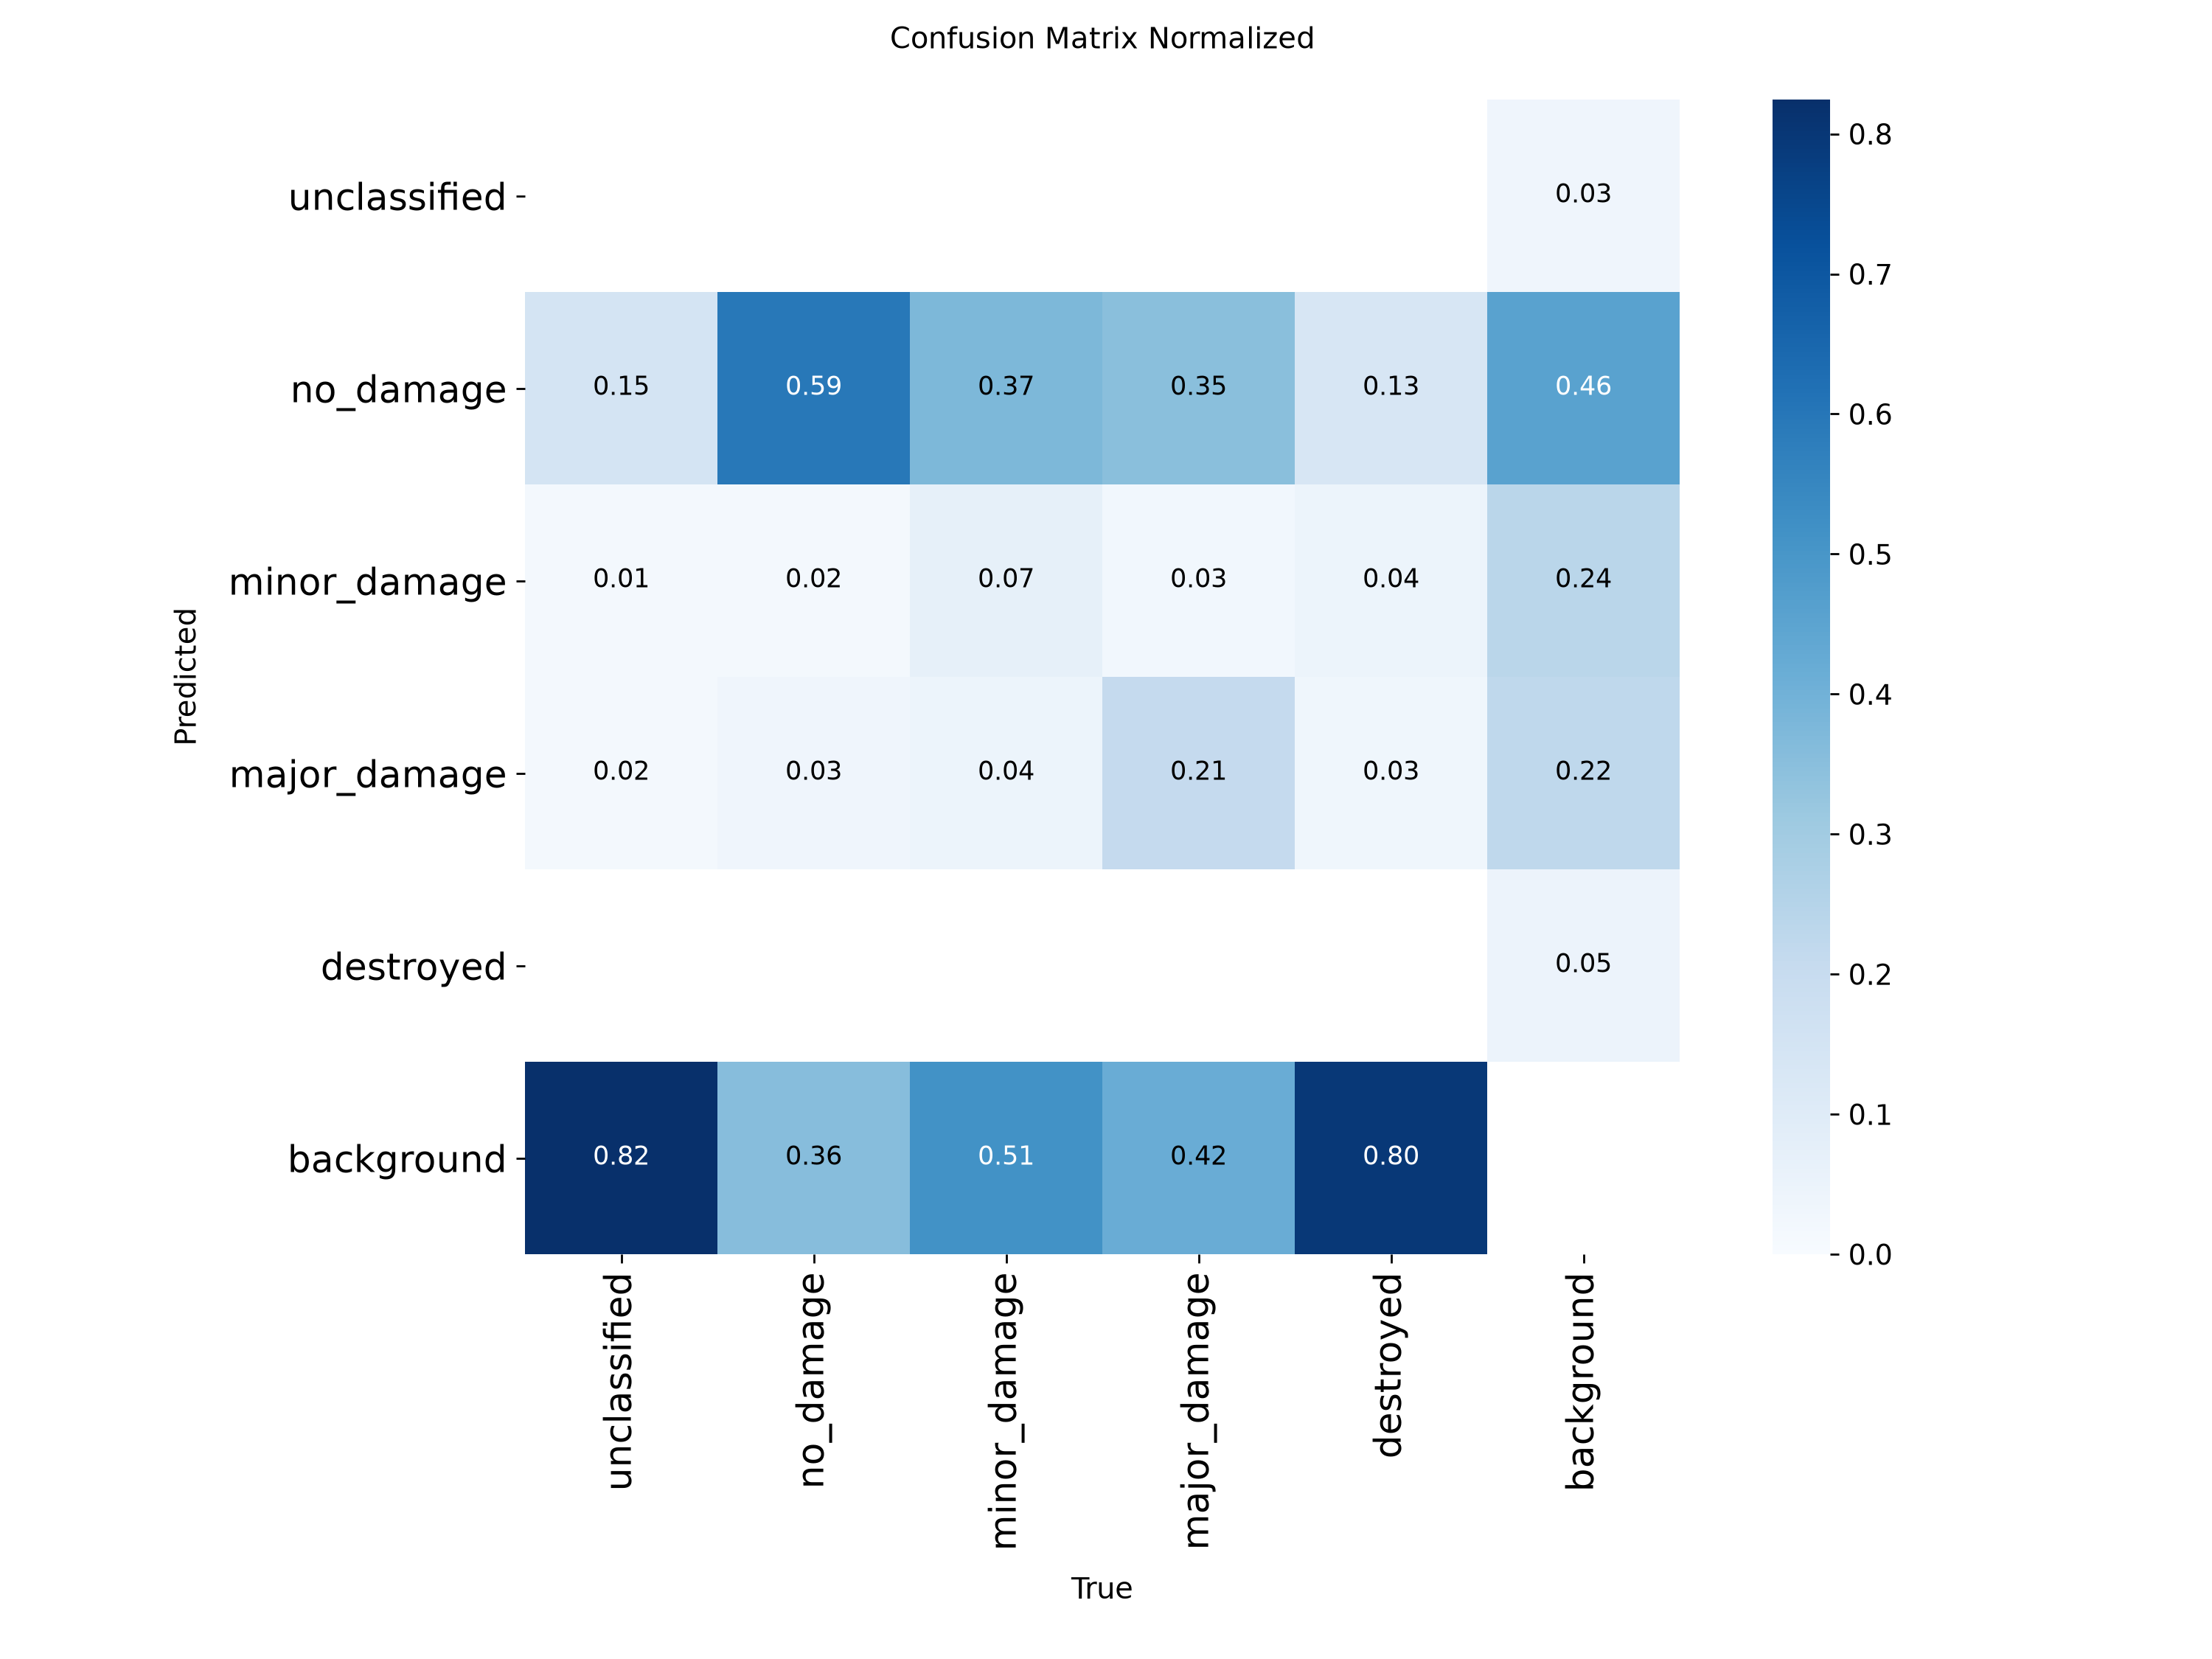 Confusion Matrix Normalized
unclassified
0.03
no_damage
0.15 0.59 0.37 0.35 0.13 0.46
minor_damage
0.01 0.02 0.07 0.03 0.04 0.24
major_damage
0.02 0.03 0.04 0.21 0.03 0.22
destroyed
0.05
background
0.82 0.36 0.51 0.42 0.80
Predicted
unclassified
no_damage
minor_damage
major_damage
destroyed
background
True
0.8
0.7
0.6
0.5
0.4
0.3
0.2
0.1
0.0